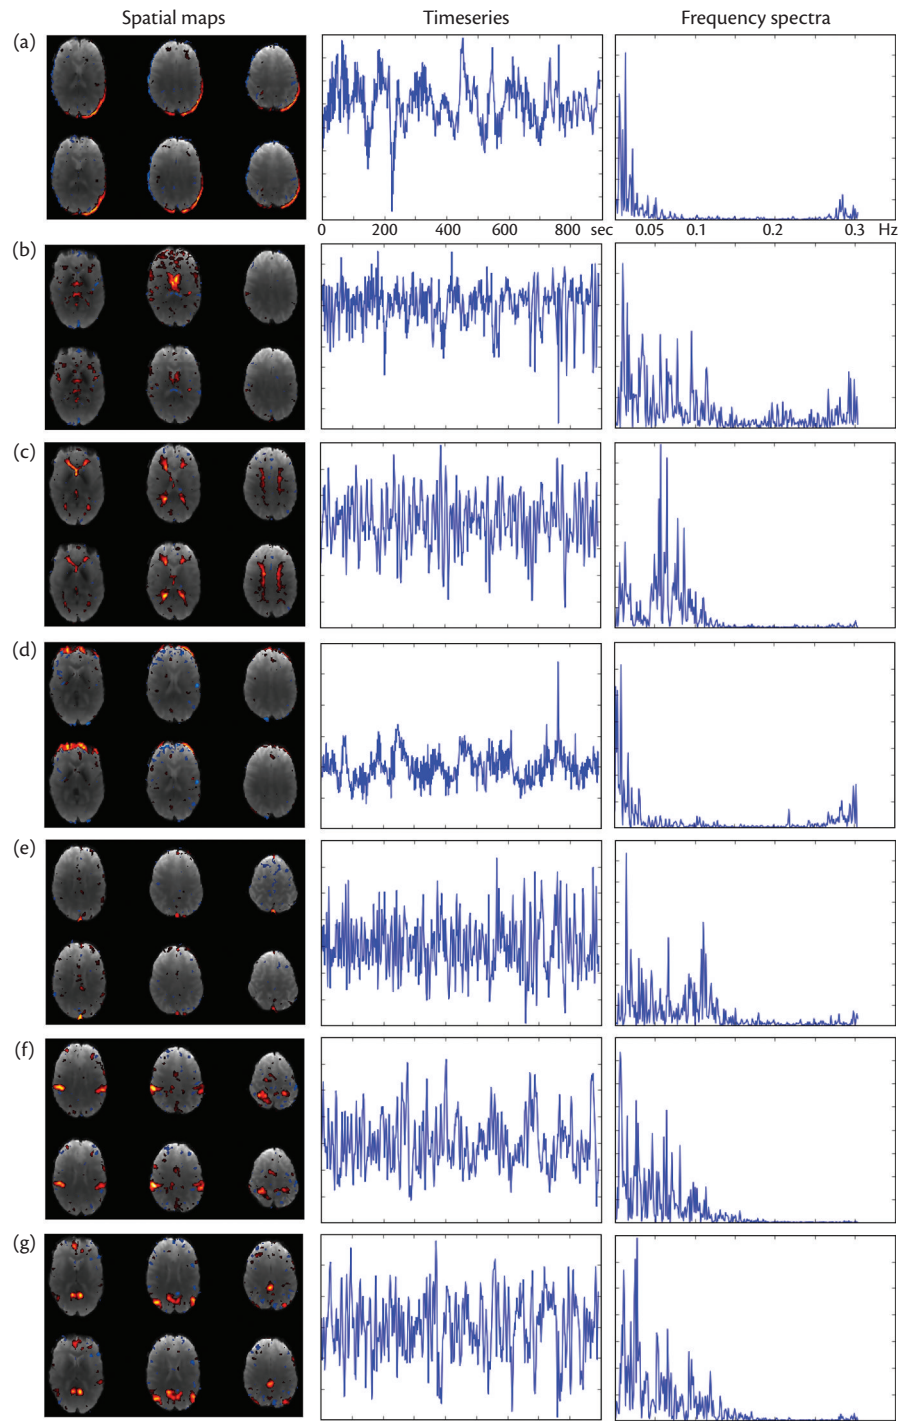 Spatial maps Timeseries Frequency spectra
(a)
0 200 400 600 800 sec 0.05 0.1 0.2 0.3 Hz
(b)
(c)
(d)
(e)
(f)
(g)